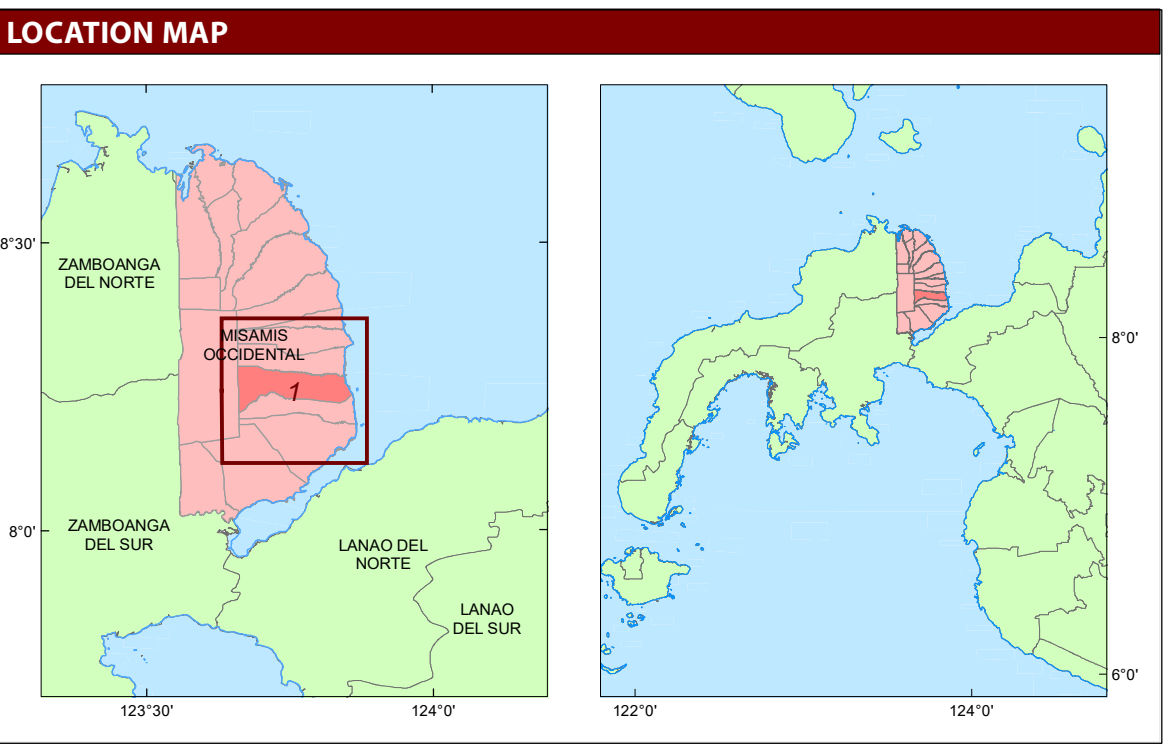 LOCATION MAP
8°30'
ZAMBOANGA
DEL NORTE
MISAMIS
OCCIDENTAL
1
8°0'
ZAMBOANGA
DEL SUR
LANAO DEL
NORTE
LANAO
DEL SUR
123°30'
124°0'
8°0'
6°0'
122°0'
124°0'